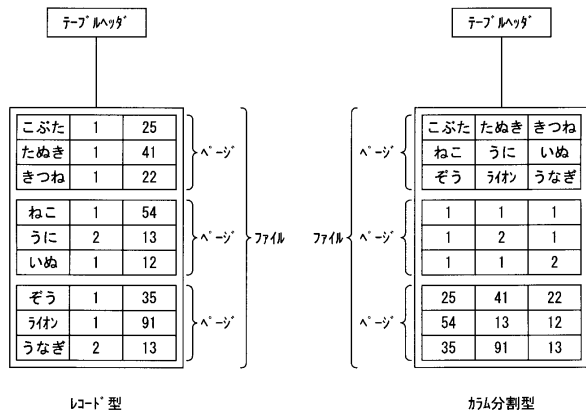 テーブルヘッダ
こぶた 1 25
たぬき 1 41
きつね 1 22
ページ
ねこ 1 54
うに 2 13
いぬ 1 12
ページ
ぞう 1 35
ライオン 1 91
うなぎ 2 13
ページ
ファイル
レコード型
テーブルヘッダ
ファイル
ページ
こぶた たぬき きつね
ねこ うに いぬ
ぞう ライオン うなぎ
ページ
1 1 1
1 2 1
1 1 2
ページ
25 41 22
54 13 12
35 91 13
カラム分割型